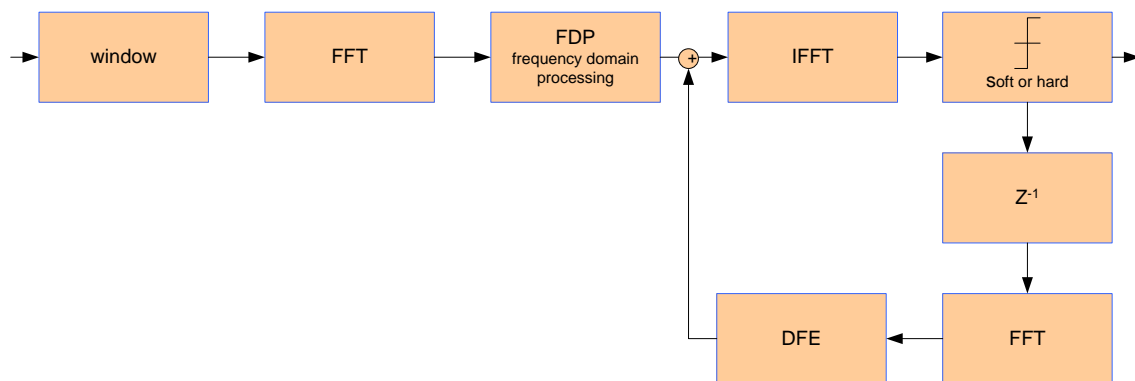 window
FFT
FDP
frequency domain
processing
+
IFFT
Soft or hard
Z-1
DFE
FFT